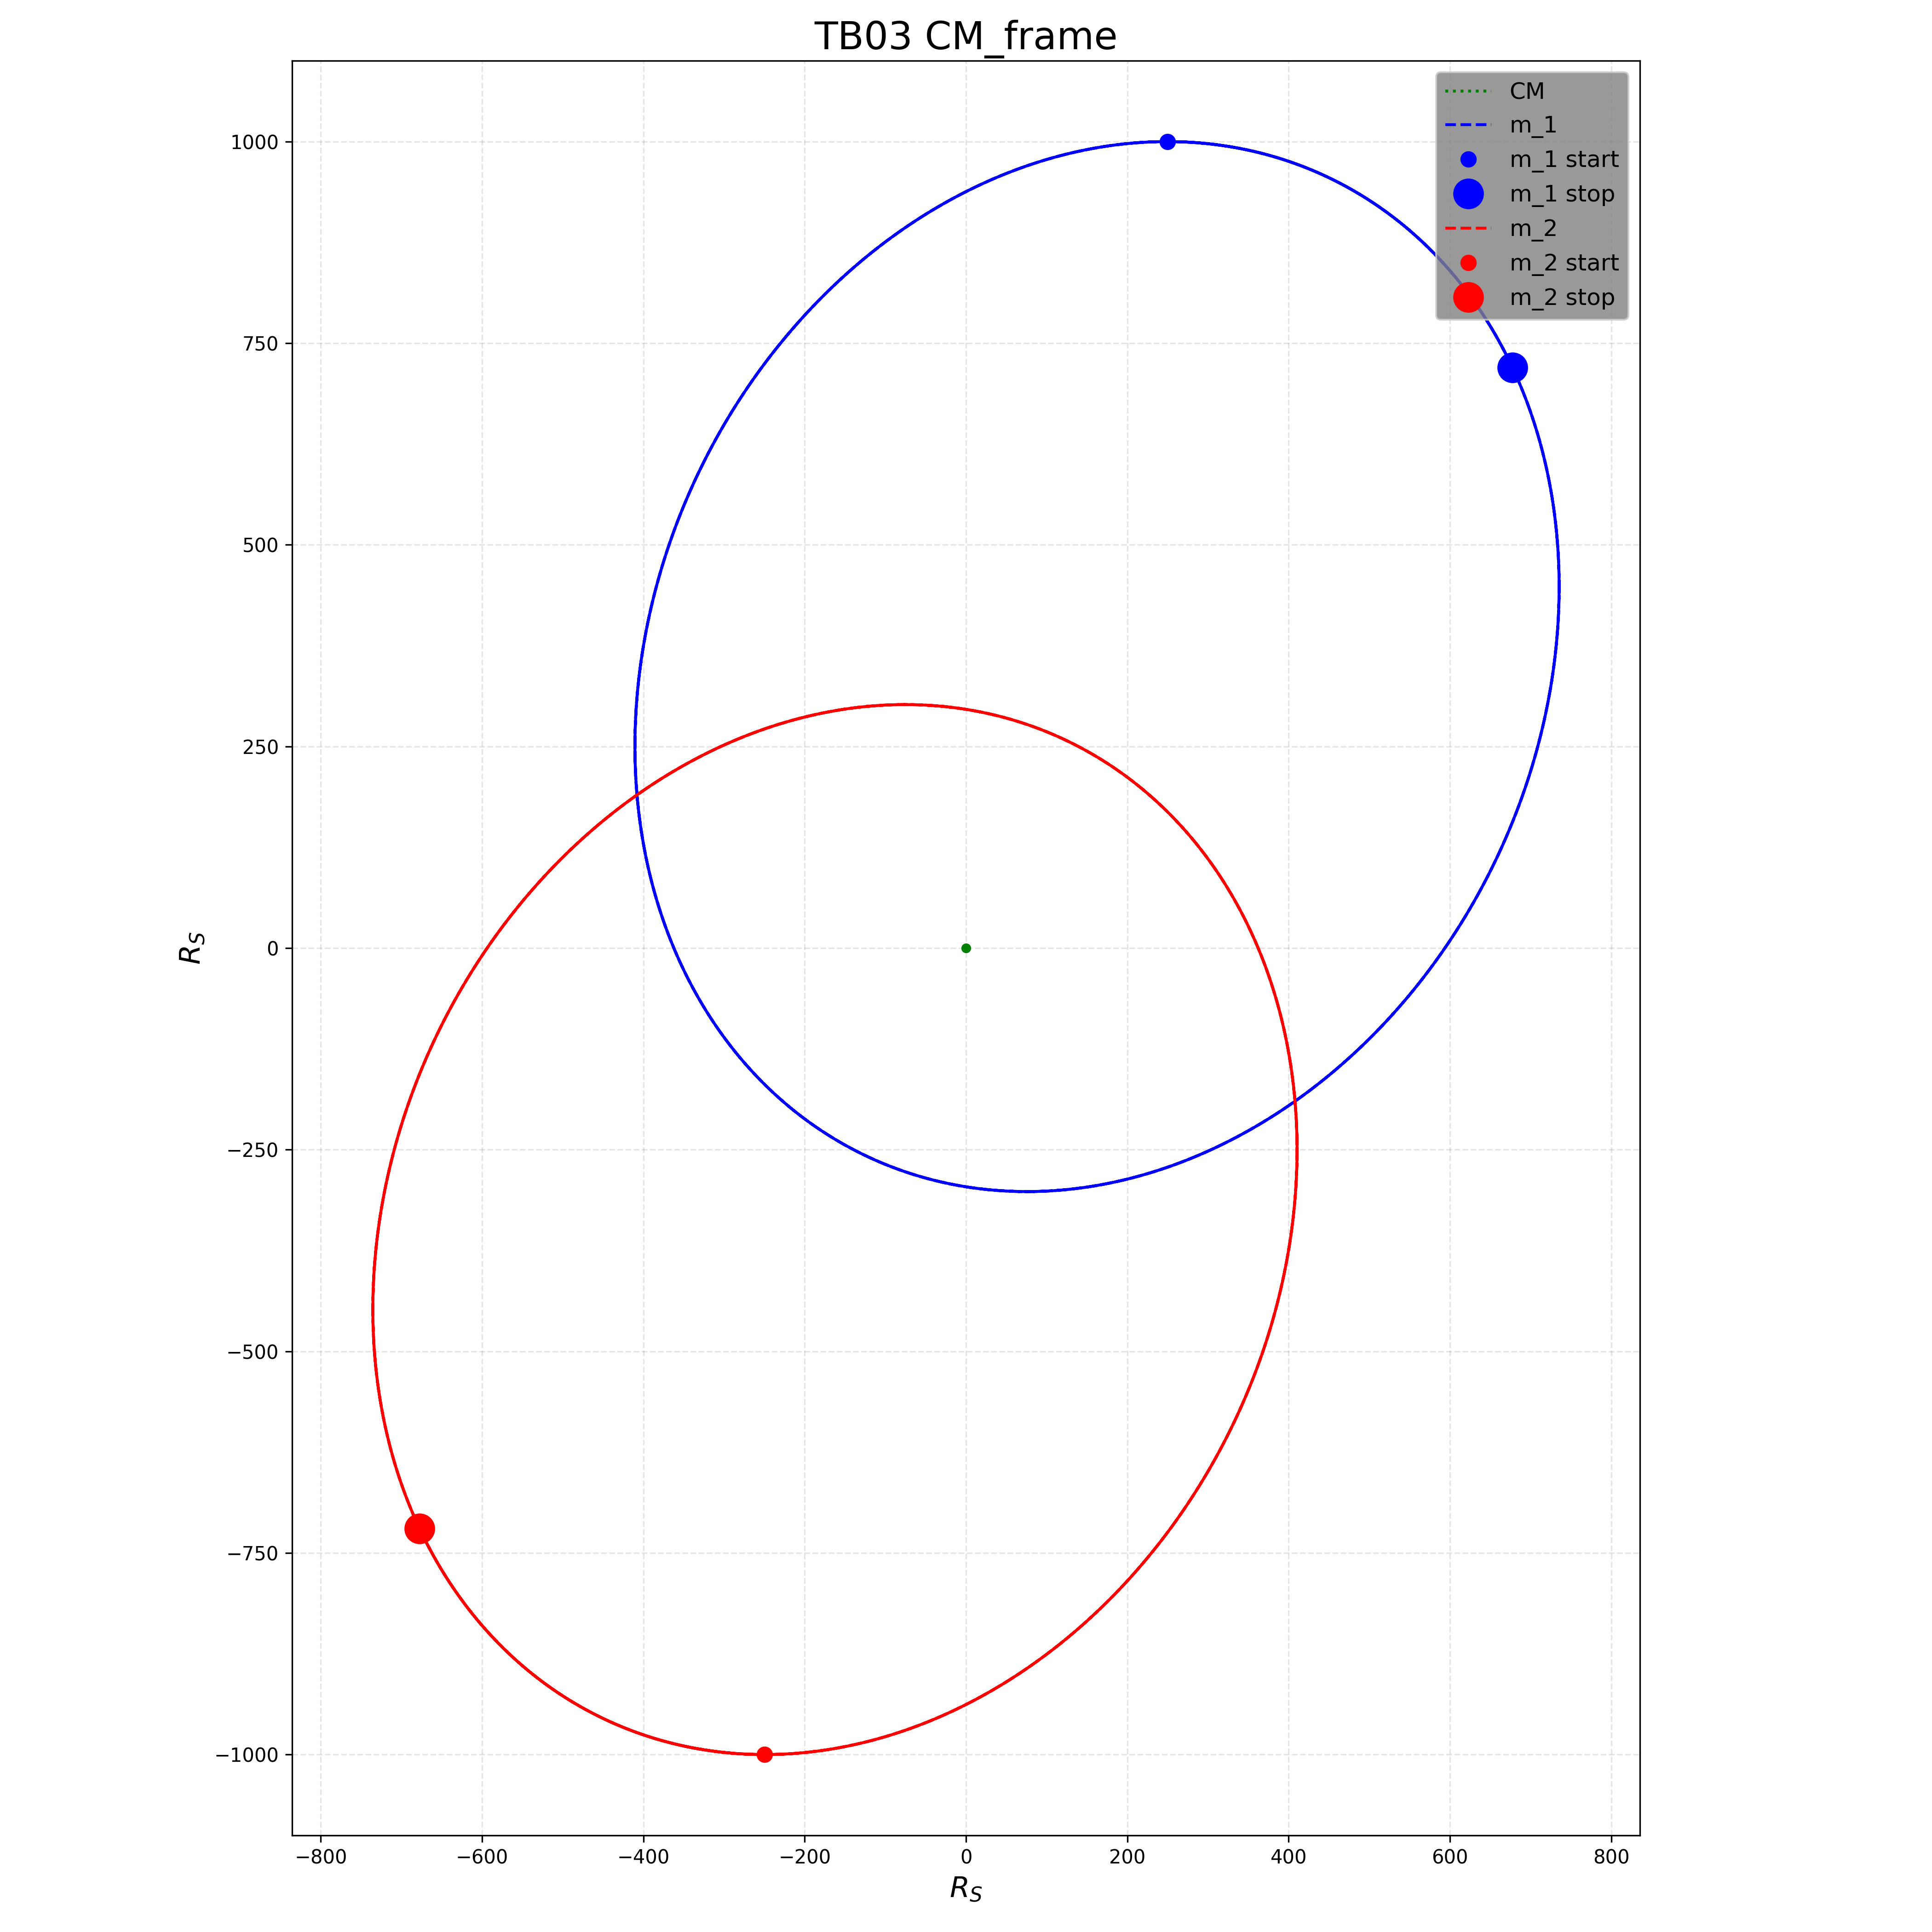 TB03 CM_frame
CM
m_1
m_1 start
m_1 stop
m_2
m_2 start
m_2 stop
1000
750
500
250
0
−250
−500
−750
−1000
R_S
−800 −600 −400 −200 0 200 400 600 800
R_S